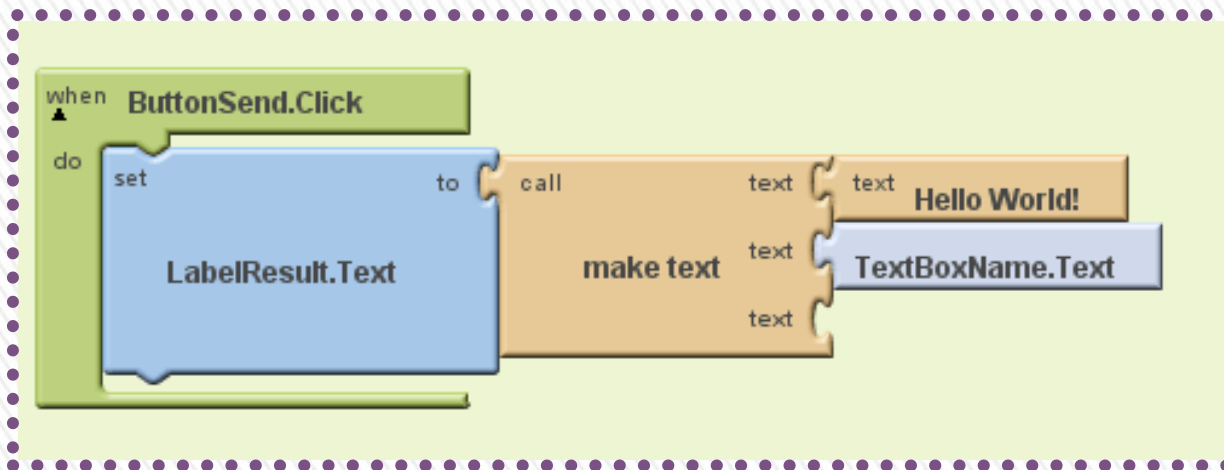 when ButtonSend.Click
do
set to call text text Hello World!
LabelResult.Text make text text TextBoxName.Text
text